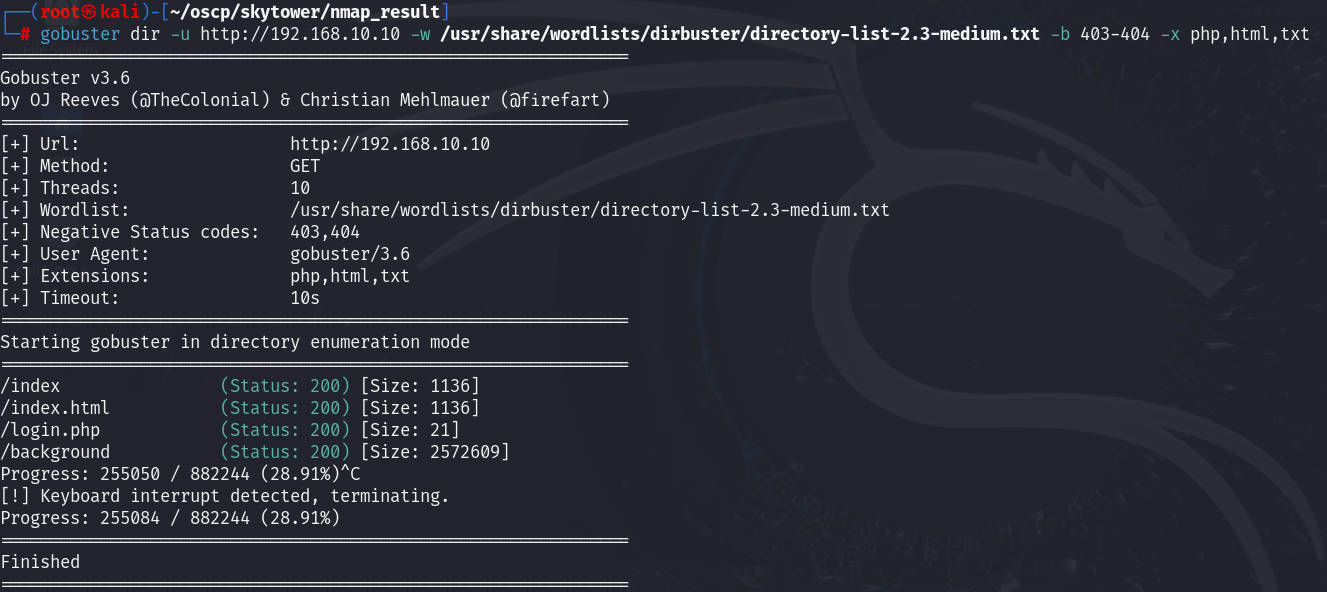 ┌──(root㉿kali)-[~/oscp/skytower/nmap_result]
└─# gobuster dir -u http://192.168.10.10 -w /usr/share/wordlists/dirbuster/directory-list-2.3-medium.txt -b 403-404 -x php,html,txt
===============================================================
Gobuster v3.6
by OJ Reeves (@TheColonial) & Christian Mehlmauer (@firefart)
===============================================================
[+] Url:                     http://192.168.10.10
[+] Method:                  GET
[+] Threads:                 10
[+] Wordlist:                /usr/share/wordlists/dirbuster/directory-list-2.3-medium.txt
[+] Negative Status codes:   403,404
[+] User Agent:              gobuster/3.6
[+] Extensions:              php,html,txt
[+] Timeout:                 10s
===============================================================
Starting gobuster in directory enumeration mode
===============================================================
/index                (Status: 200) [Size: 1136]
/index.html           (Status: 200) [Size: 1136]
/login.php            (Status: 200) [Size: 21]
/background           (Status: 200) [Size: 2572609]
Progress: 255050 / 882244 (28.91%)^C
[!] Keyboard interrupt detected, terminating.
Progress: 255084 / 882244 (28.91%)
===============================================================
Finished
===============================================================